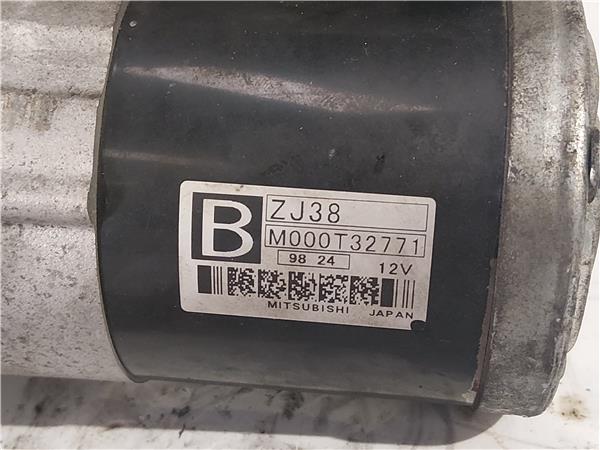 B
ZJ38
M000T32771
98 24
12V
MITSUBISHI JAPAN